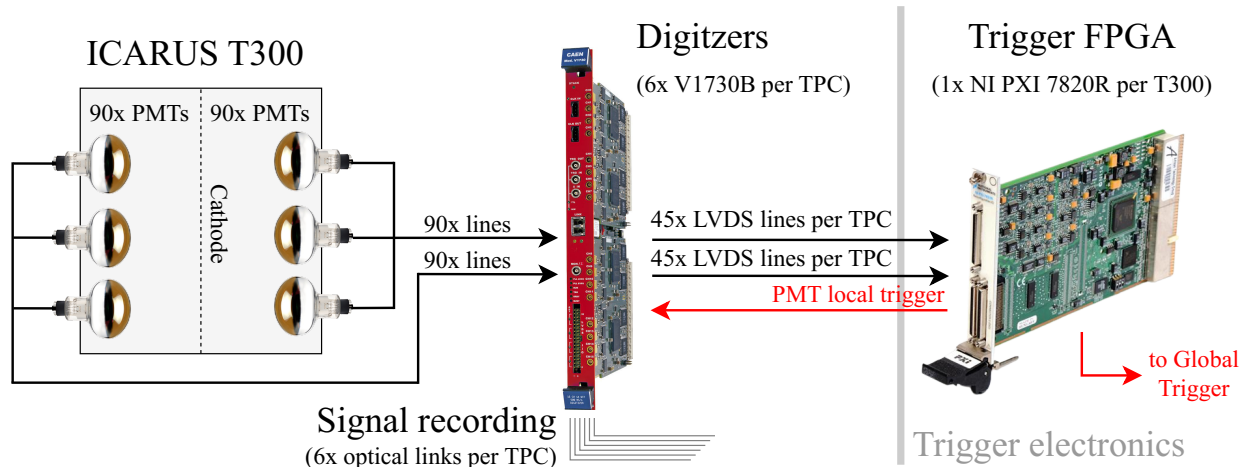 ICARUS T300
90x PMTs
90x PMTs
Cathode
90x lines
90x lines
Digitzers
(6x V1730B per TPC)
CAEN
45x LVDS lines per TPC
45x LVDS lines per TPC
PMT local trigger
Trigger FPGA
(1x NI PXI 7820R per T300)
PXI
to Global
Trigger
Signal recording
(6x optical links per TPC)
Trigger electronics